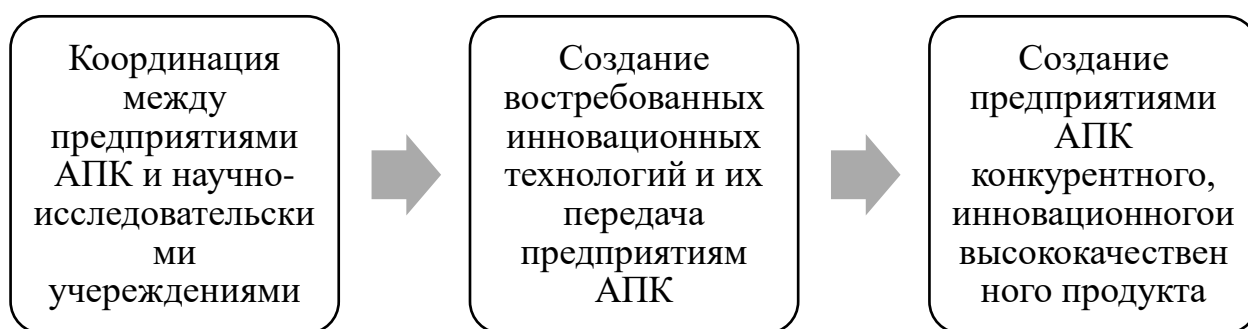 Координация
между
предприятиями
АПК и научно-
исследовательски
ми
учереждениями
Создание
востребованных
инновационных
технологий и их
передача
предприятиям
АПК
Создание
предприятиями
АПК
конкурентного,
инновационногои
высококачествен
ного продукта